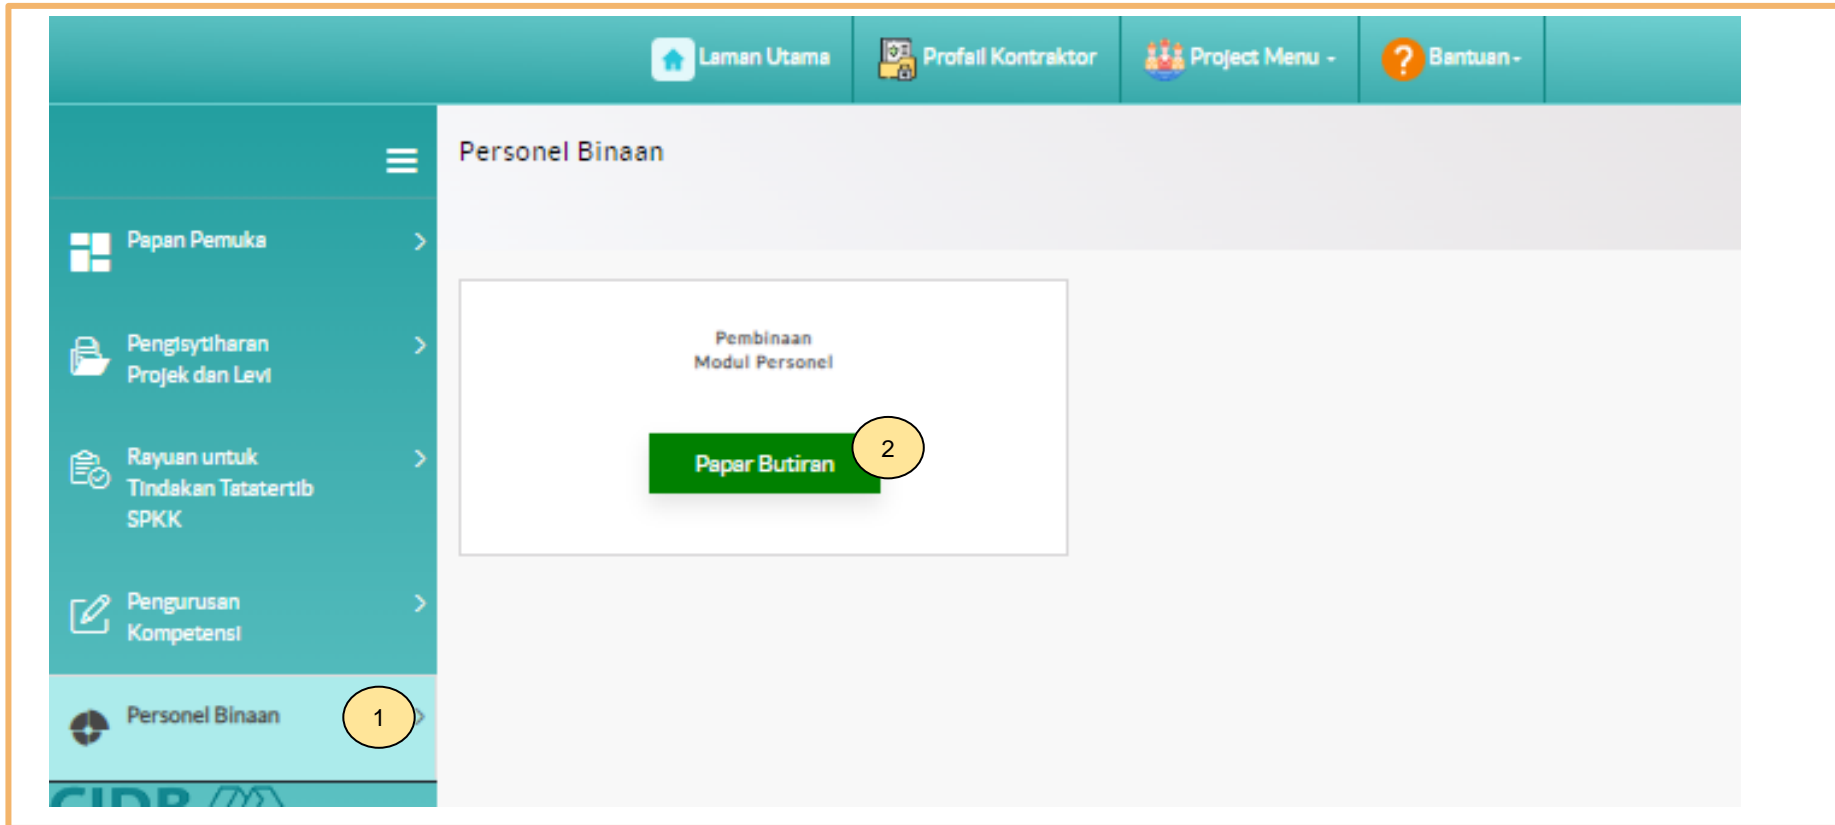 Laman Utama
Profail Kontraktor
Project Menu -
Bantuan -
Personel Binaan
Papan Pemuka
Pengisytiharan
Projek dan Levi
Rayuan untuk
Tindakan Tatatertib
SPKK
Pengurusan
Kompetensi
Personel Binaan
1
CIDB
Pembinaan
Modul Personel
Papar Butiran
2